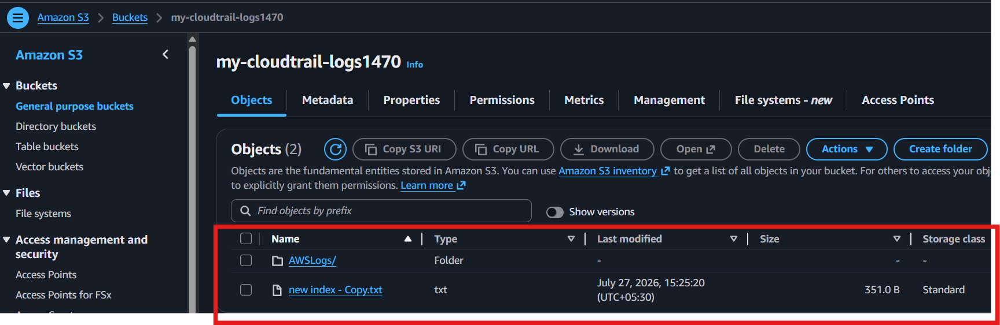 Amazon S3 > Buckets > my-cloudtrail-logs1470
Amazon S3
Buckets
General purpose buckets
Directory buckets
Table buckets
Vector buckets
Files
File systems
Access management and
security
Access Points
Access Points for FSx
my-cloudtrail-logs1470 Info
Objects Metadata Properties Permissions Metrics Management File systems - new Access Points
Objects (2) Copy S3 URI Copy URL Download Open Delete Actions Create folder
Objects are the fundamental entities stored in Amazon S3. You can use Amazon S3 inventory to get a list of all objects in your bucket. For others to access your obj
to explicitly grant them permissions. Learn more
Find objects by prefix Show versions
Name Type Last modified Size Storage class
AWSLogs/ Folder - - -
new index - Copy.txt txt July 27, 2026, 15:25:20 (UTC+05:30) 351.0 B Standard